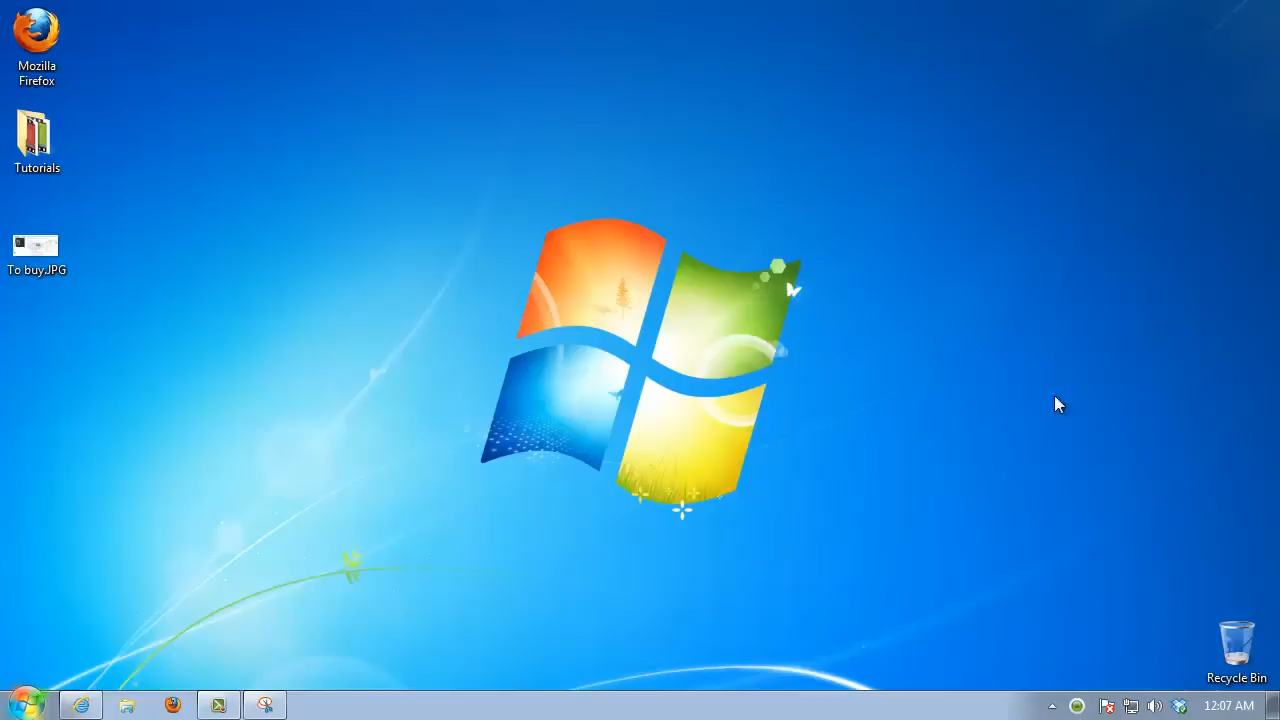 Mozilla
Firefox
Tutorials
To buy.JPG
Recycle Bin
12:07 AM